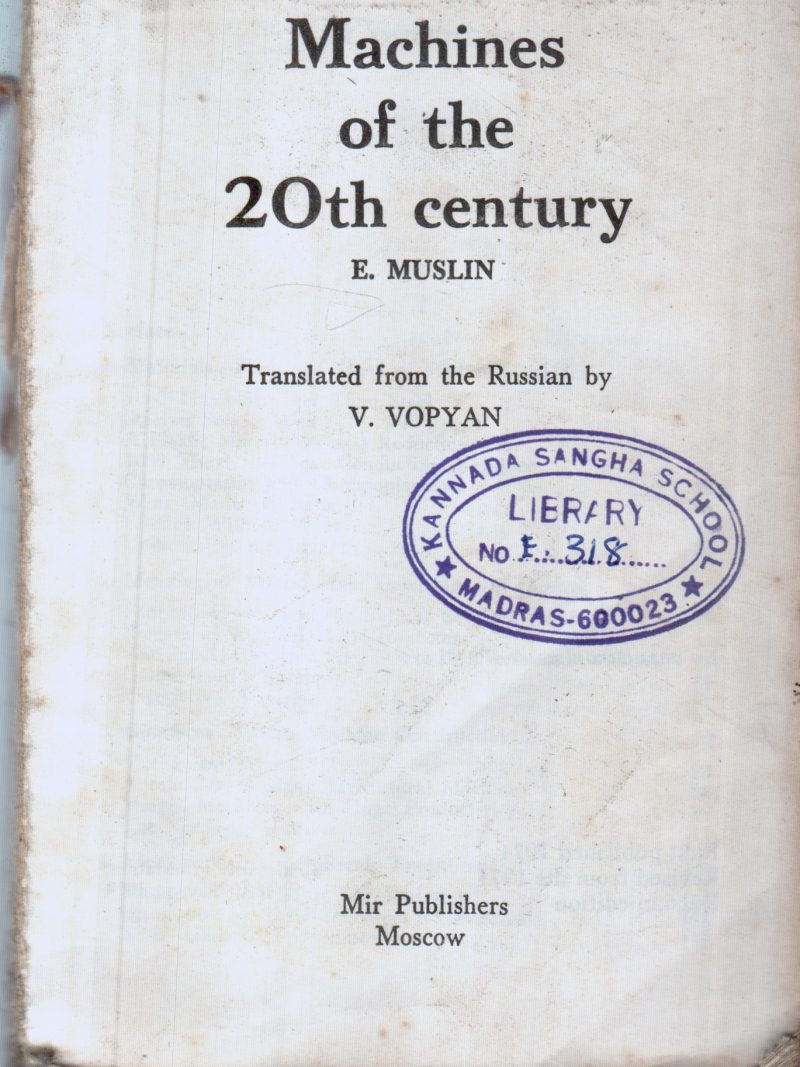 Machines
of the
20th century
E. MUSLIN
Translated from the Russian by
V. VOPYAN
KANNADA SANGHA SCHOOL
LIBRARY
No E. 318
★ MADRAS-600023 ★
Mir Publishers
Moscow